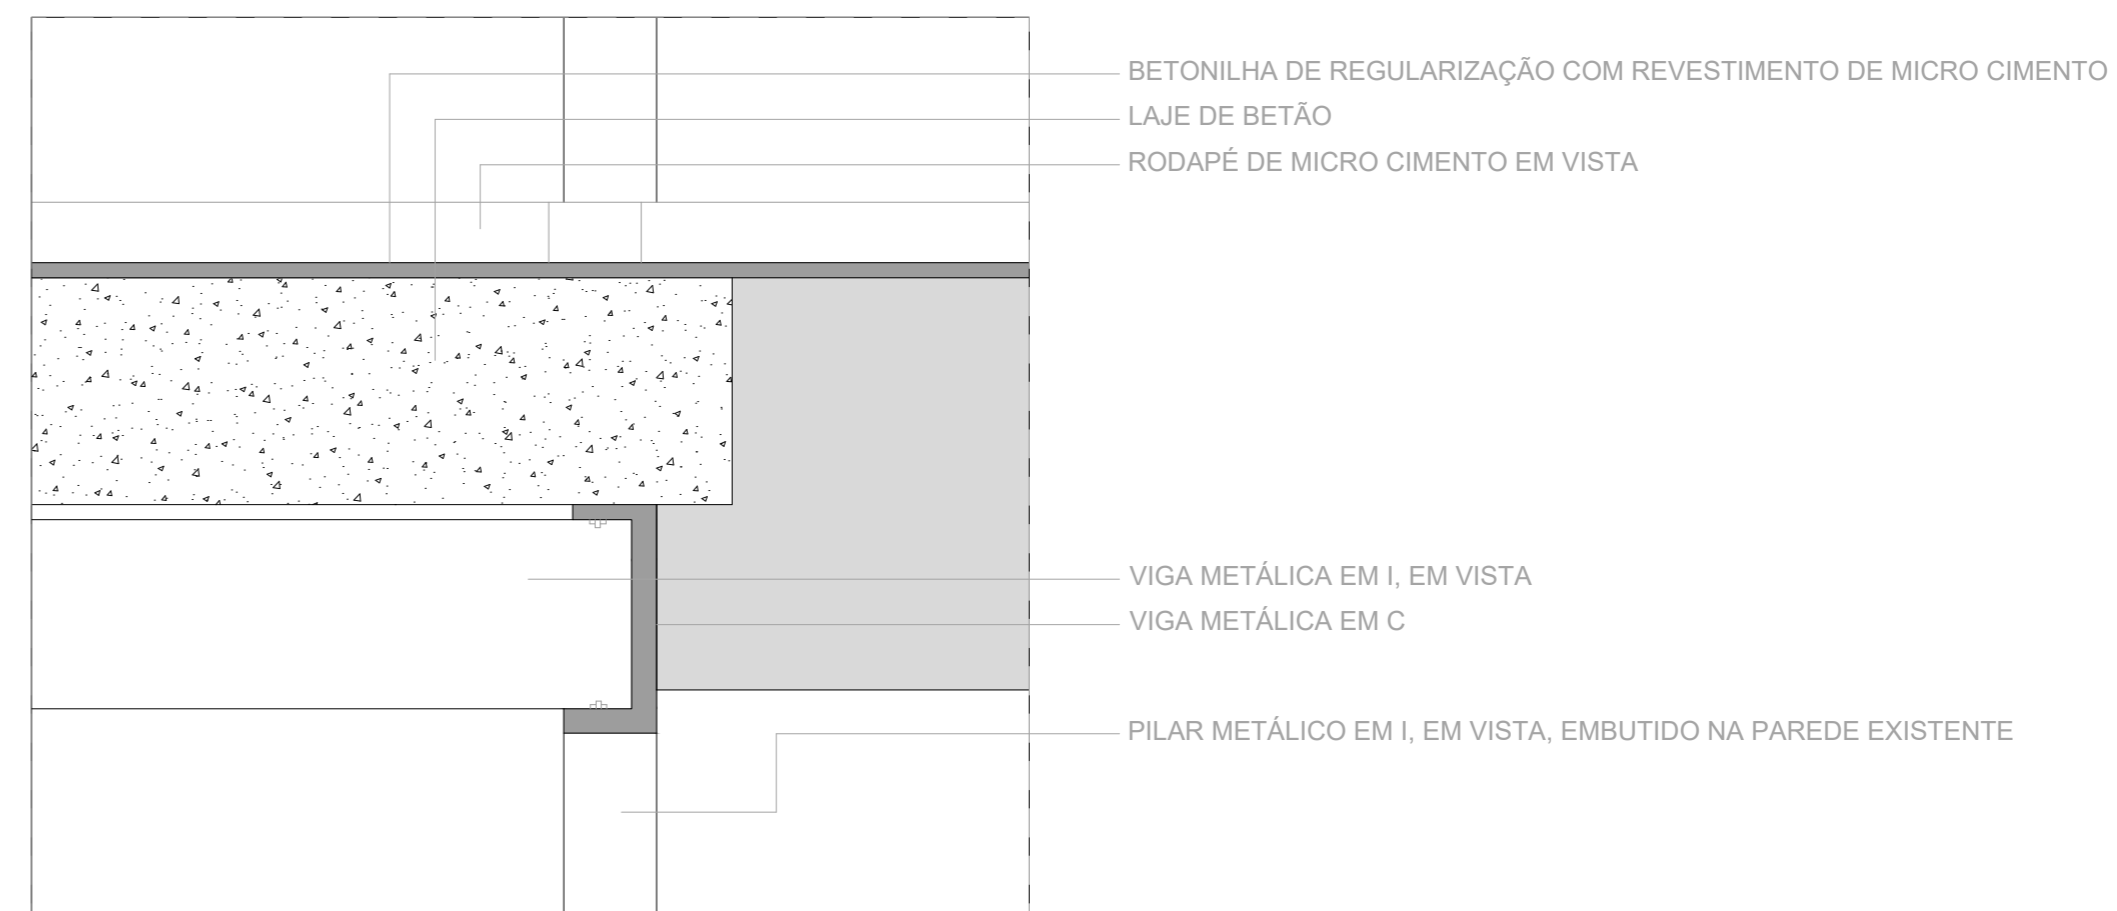 BETONILHA DE REGULARIZAÇÃO COM REVESTIMENTO DE MICRO CIMENTO
LAJE DE BETÃO
RODAPÉ DE MICRO CIMENTO EM VISTA
VIGA METÁLICA EM I, EM VISTA
VIGA METÁLICA EM C
PILAR METÁLICO EM I, EM VISTA, EMBUTIDO NA PAREDE EXISTENTE